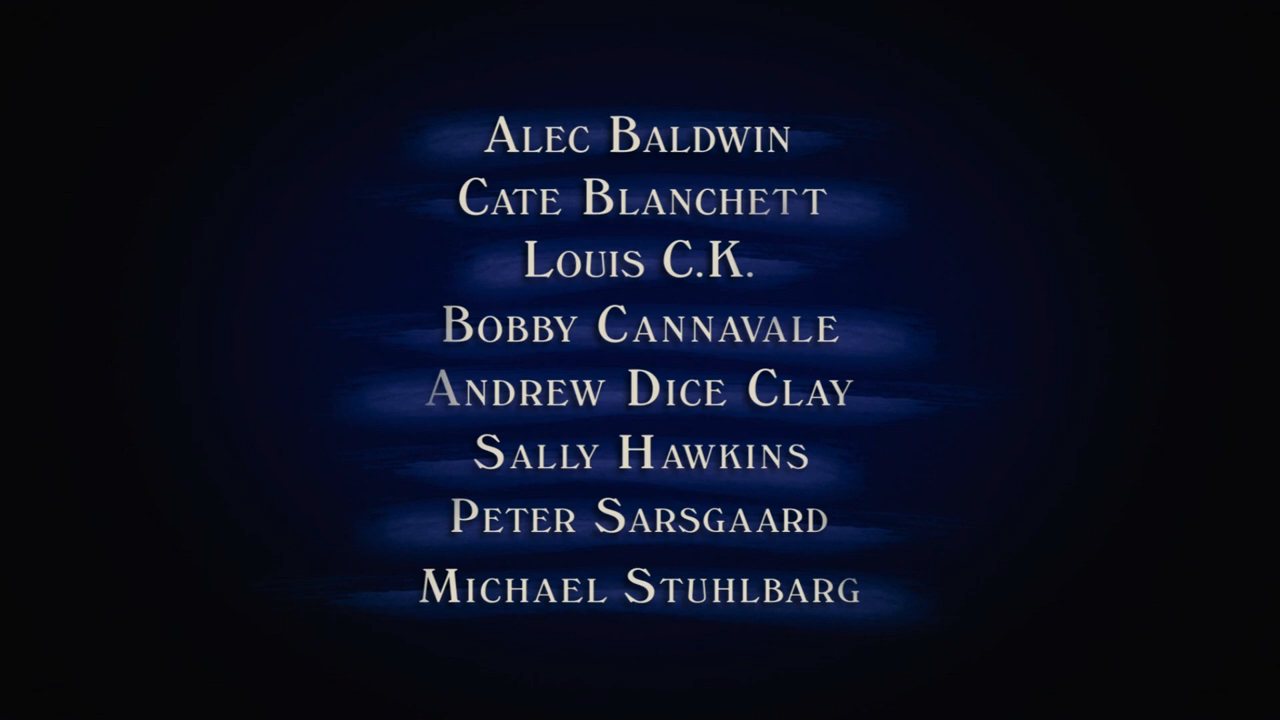 Alec Baldwin
Cate Blanchett
Louis C.K.
Bobby Cannavale
Andrew Dice Clay
Sally Hawkins
Peter Sarsgaard
Michael Stuhlbarg